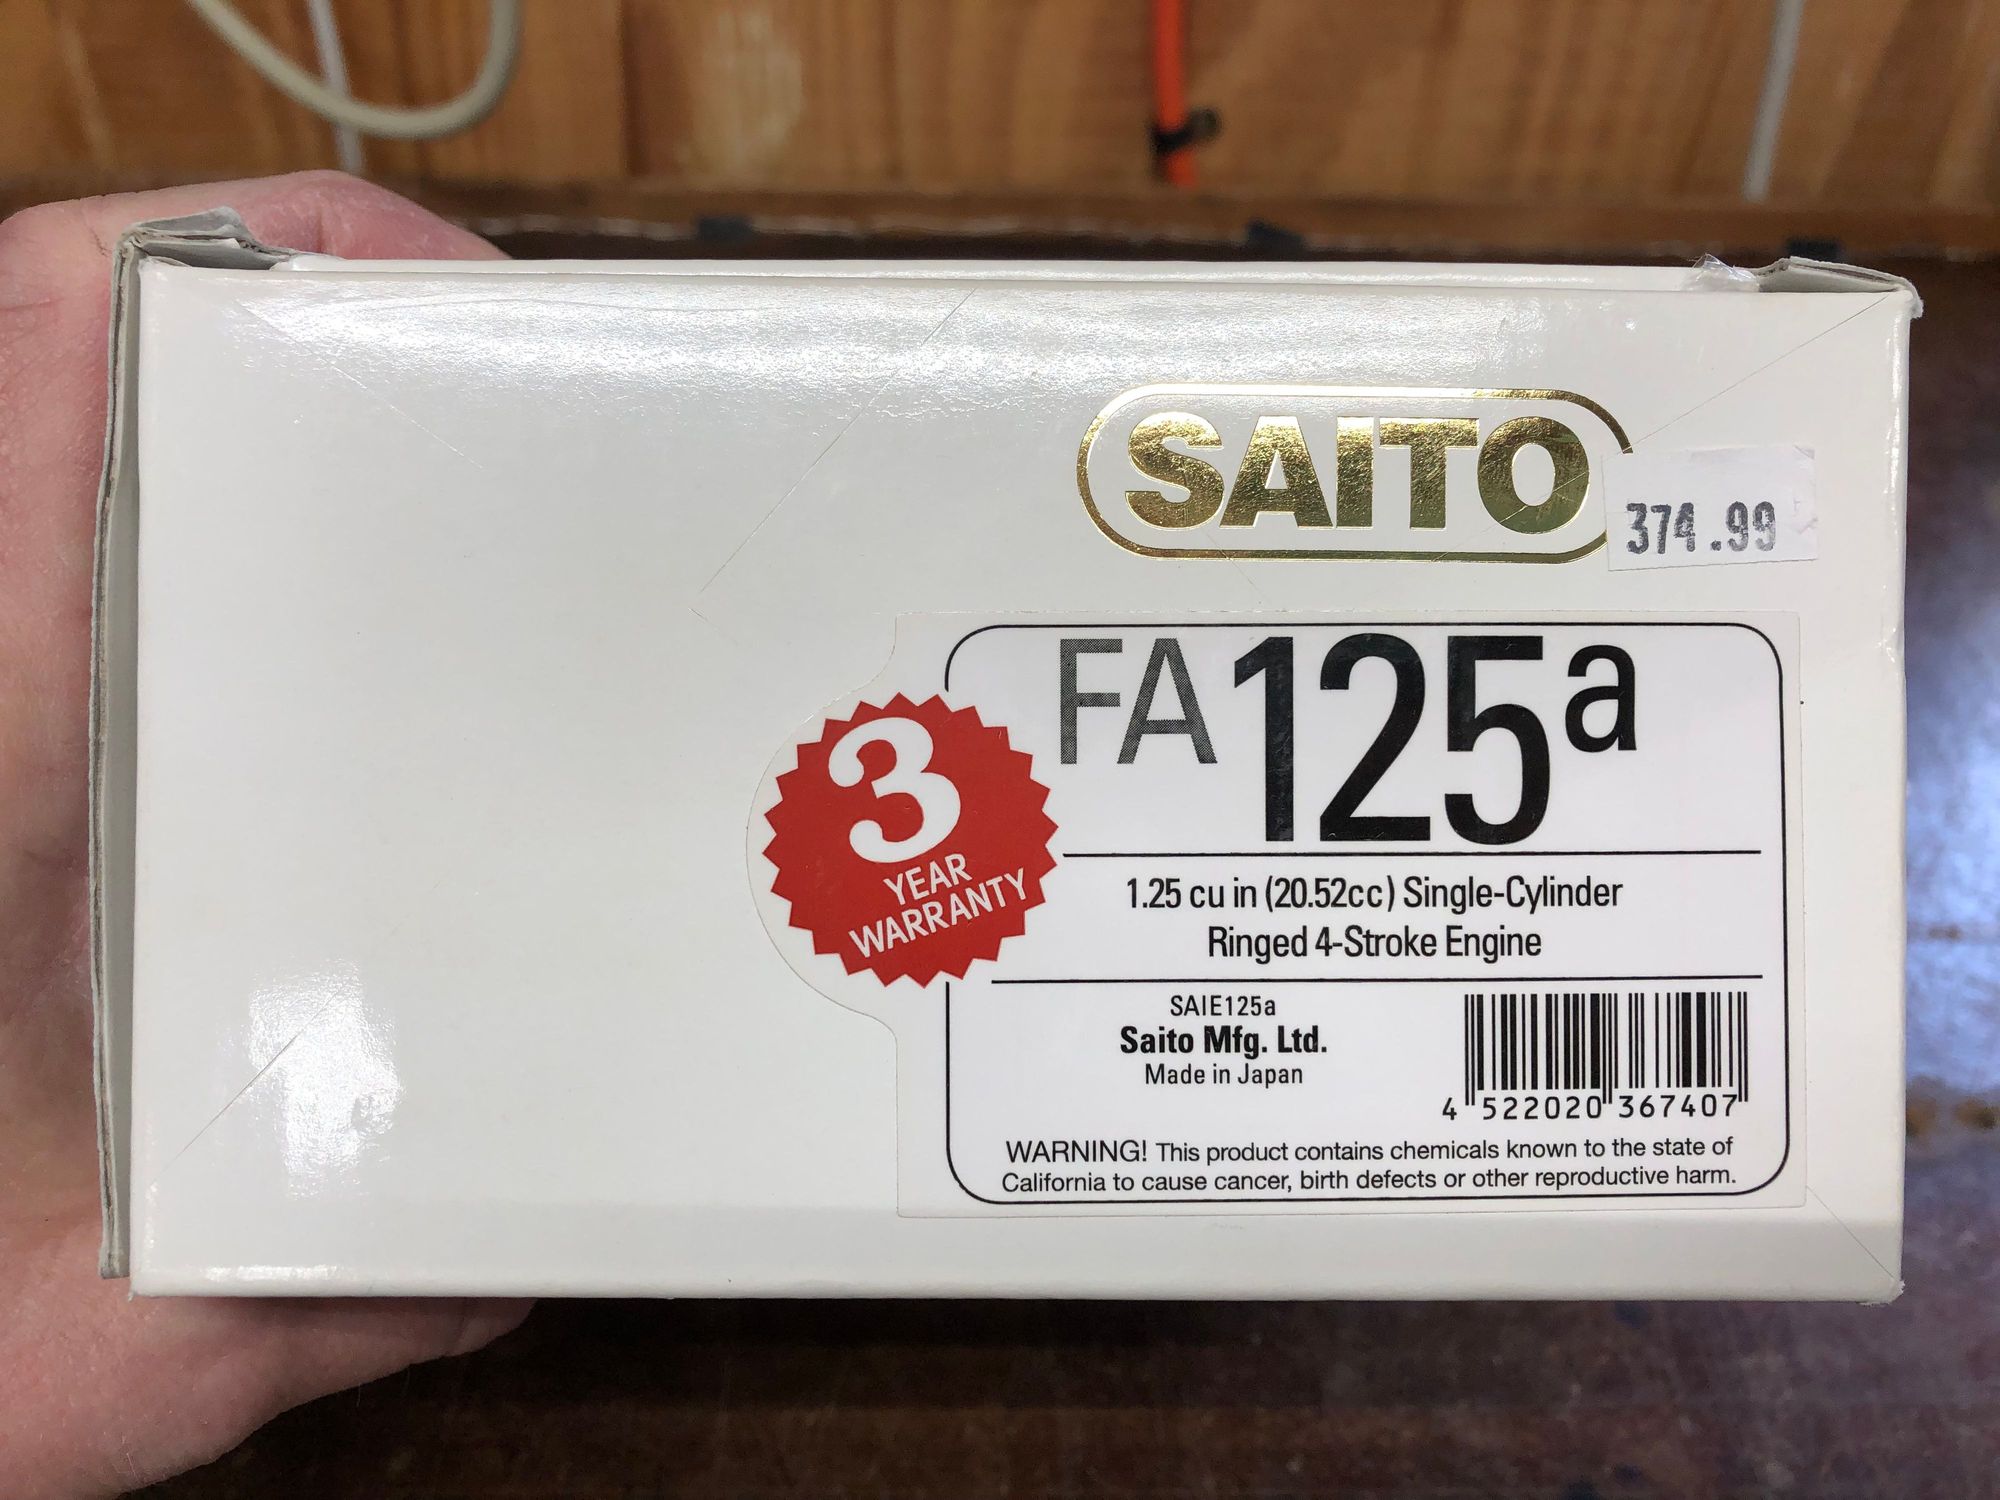 SAITO
374.99
FA125a
3
YEAR
WARRANTY
1.25 cu in (20.52cc) Single-Cylinder
Ringed 4-Stroke Engine
SAIE125a
Saito Mfg. Ltd.
Made in Japan
4 522020 367407
WARNING! This product contains chemicals known to the state of
California to cause cancer, birth defects or other reproductive harm.